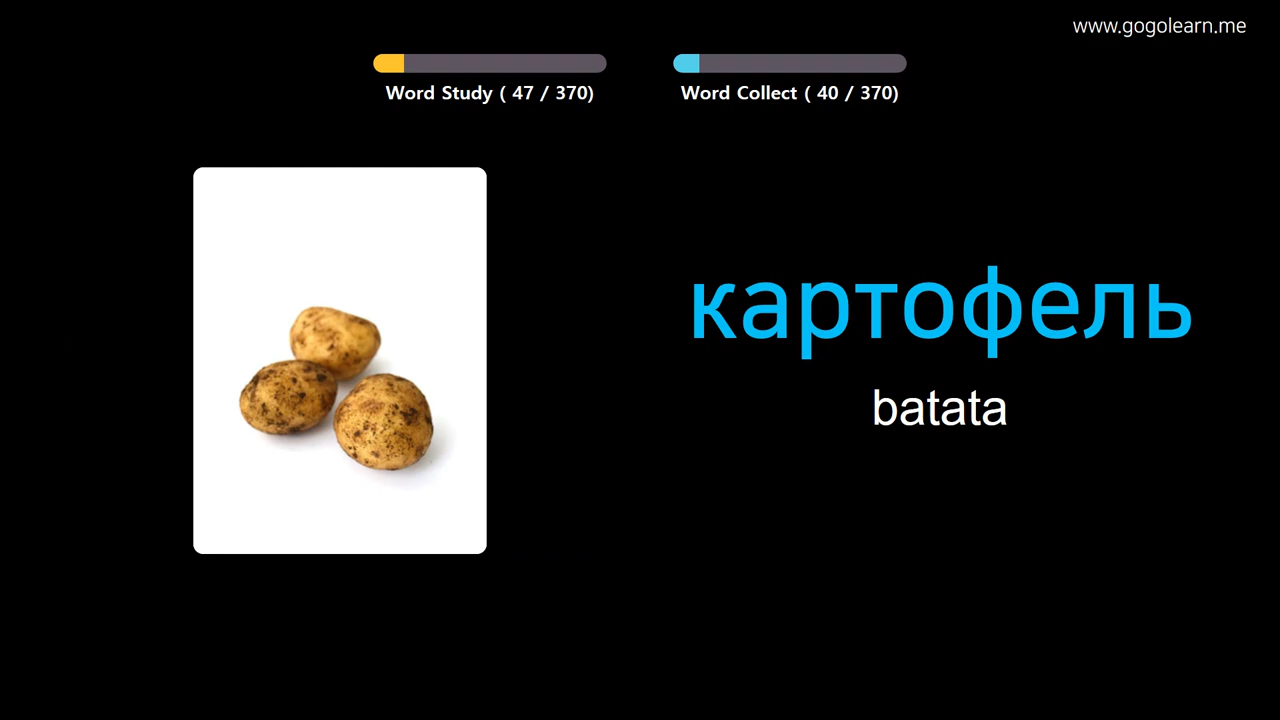 www.gogolearn.me
Word Study ( 47 / 370)
Word Collect ( 40 / 370)
картофель
batata